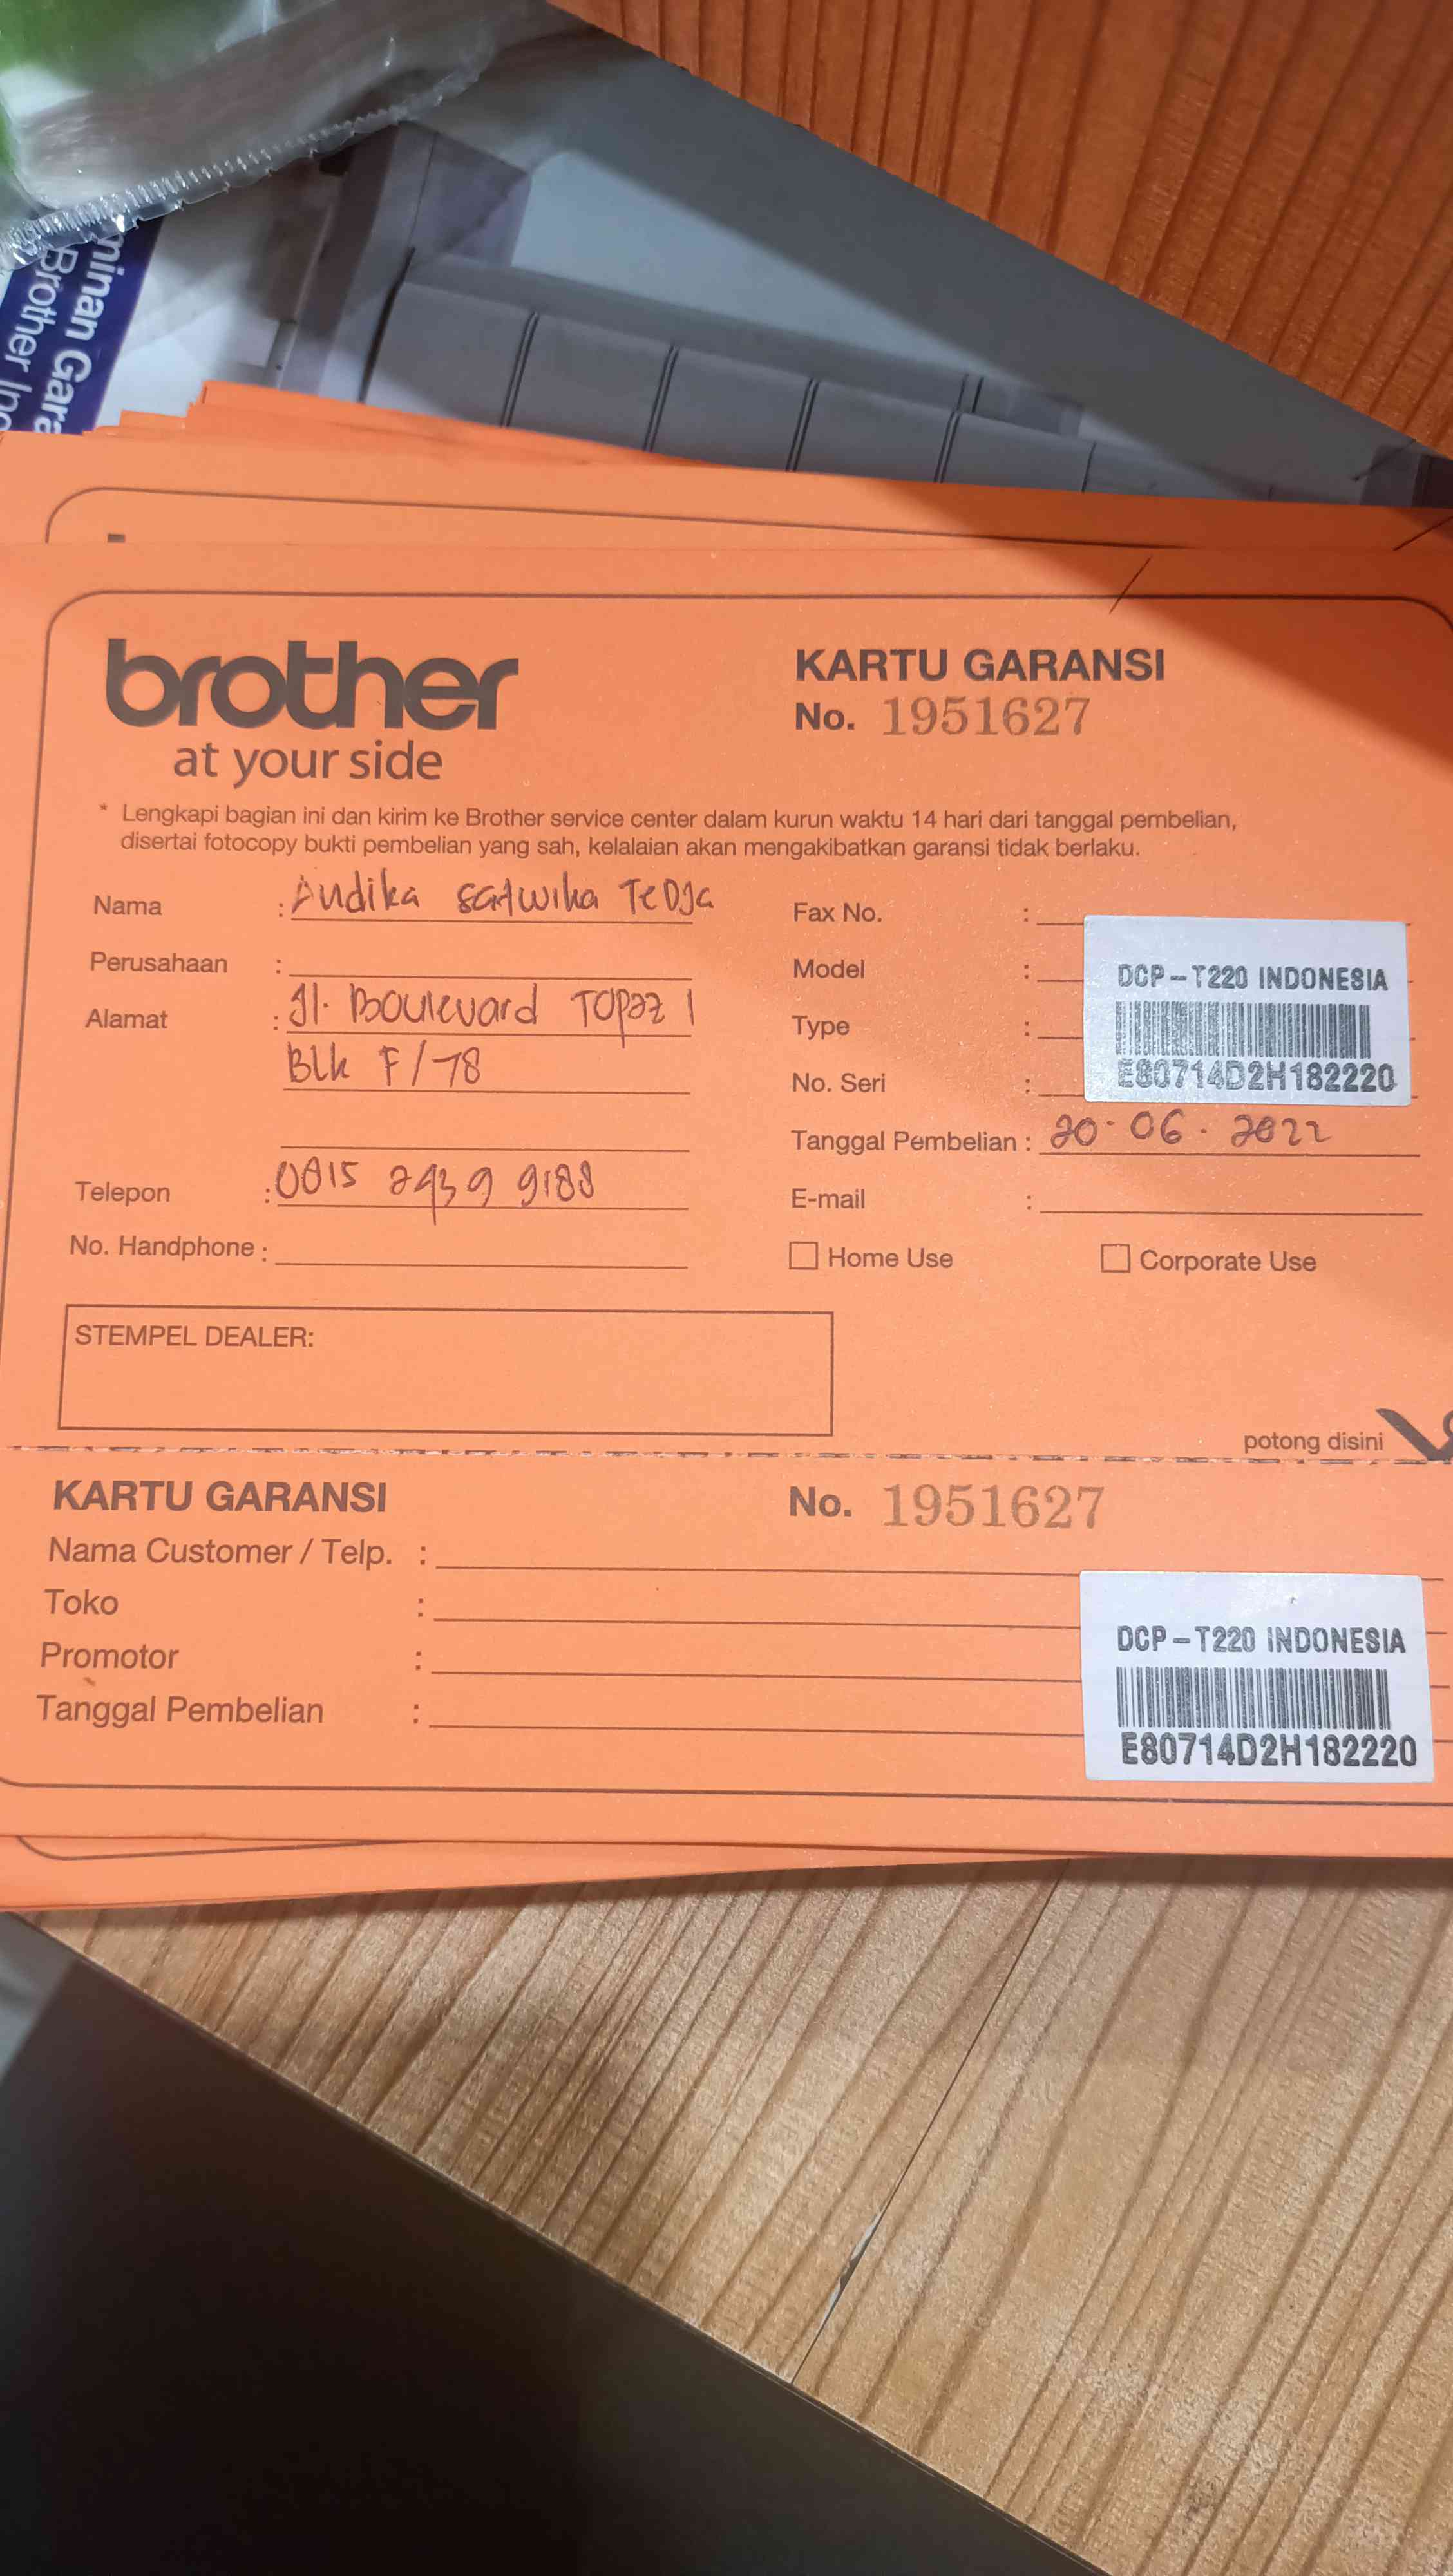 minan Gara
Brother In
brother
at your side
KARTU GARANSI
No. 1951627
* Lengkapi bagian ini dan kirim ke Brother service center dalam kurun waktu 14 hari dari tanggal pembelian,
disertai fotocopy bukti pembelian yang sah, kelalaian akan mengakibatkan garansi tidak berlaku.
Nama : Andika Satwika TeDJa
Perusahaan :
Alamat : Jl. Boulevard Topaz 1
Blk F/78
Telepon : 0815 2939 9188
No. Handphone :
Fax No. :
Model :
Type :
No. Seri :
DCP-T220 INDONESIA
E80714D2H182220
Tanggal Pembelian : 20·06·2022
E-mail :
Home Use
Corporate Use
STEMPEL DEALER:
potong disini
KARTU GARANSI
No. 1951627
Nama Customer / Telp. :
Toko :
Promotor :
Tanggal Pembelian :
DCP-T220 INDONESIA
E80714D2H182220